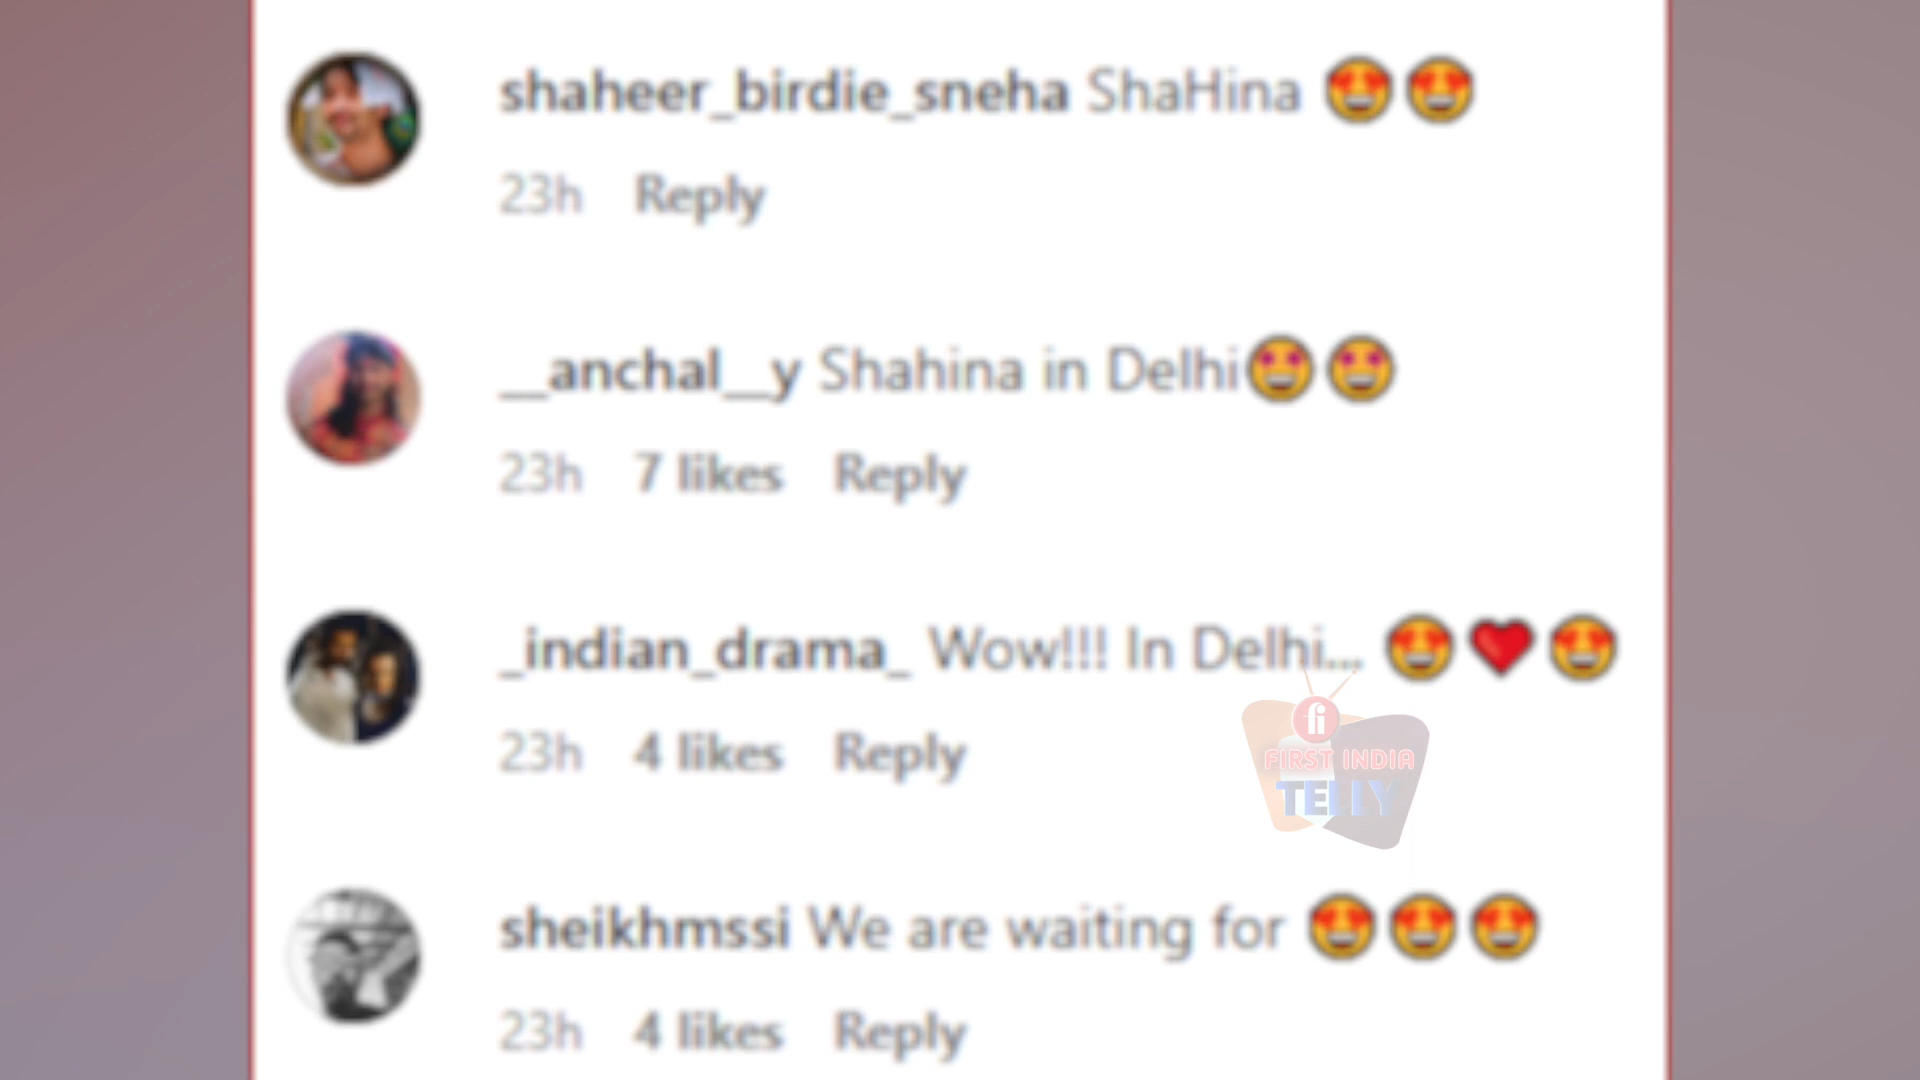 shaheer_birdie_sneha ShaHina 😍😍
23h Reply
__anchal__y Shahina in Delhi🤩🤩
23h 7 likes Reply
_indian_drama_ Wow!!! In Delhi... 😍❤️😍
23h 4 likes Reply
fi
FIRST INDIA
TELLY
sheikhmssi We are waiting for 😍😍😍
23h 4 likes Reply